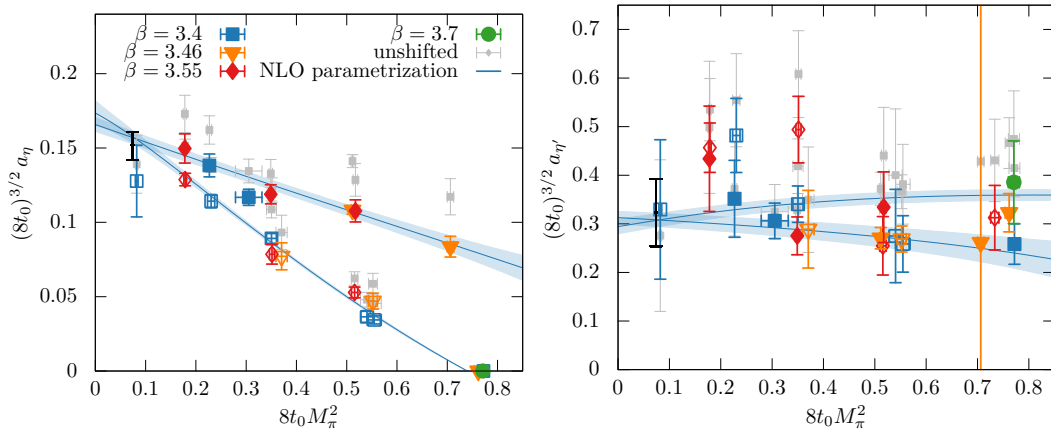 β = 3.4
β = 3.46
β = 3.55
β = 3.7
unshifted
NLO parametrization
(8t₀)^{3/2} a_η
0.2
0.15
0.1
0.05
0
0 0.1 0.2 0.3 0.4 0.5 0.6 0.7 0.8
8t₀M_π²
(8t₀)^{3/2} a_{η′}
0.7
0.6
0.5
0.4
0.3
0.2
0.1
0
0 0.1 0.2 0.3 0.4 0.5 0.6 0.7 0.8
8t₀M_π²